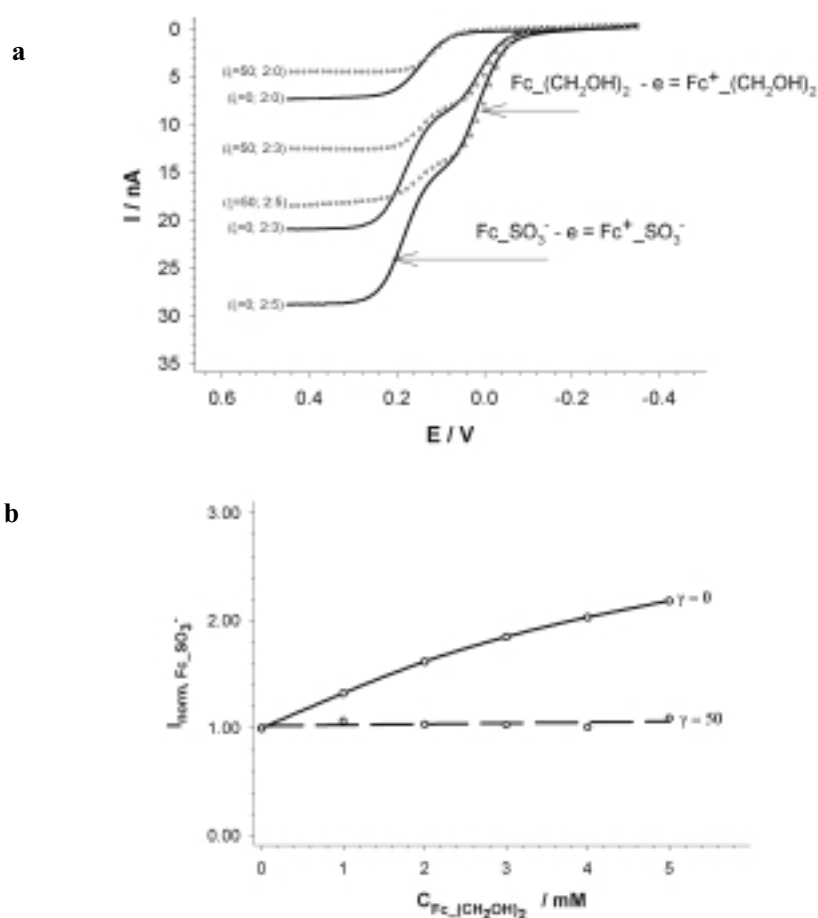 a
0
5
10
15
20
25
30
35
I / nA
(γ=50; 2:0)
(γ=0; 2:0)
(γ=50; 2:3)
(γ=50; 2:5)
(γ=0; 2:3)
(γ=0; 2:5)
Fc_(CH₂OH)₂ - e = Fc⁺_(CH₂OH)₂
Fc_SO₃⁻ - e = Fc⁺_SO₃⁻
0.6 0.4 0.2 0.0 -0.2 -0.4
E / V
b
3.00
2.00
1.00
0.00
I norm, Fc_SO₃⁻
γ = 0
γ = 50
0 1 2 3 4 5
C Fc_(CH₂OH)₂ / mM